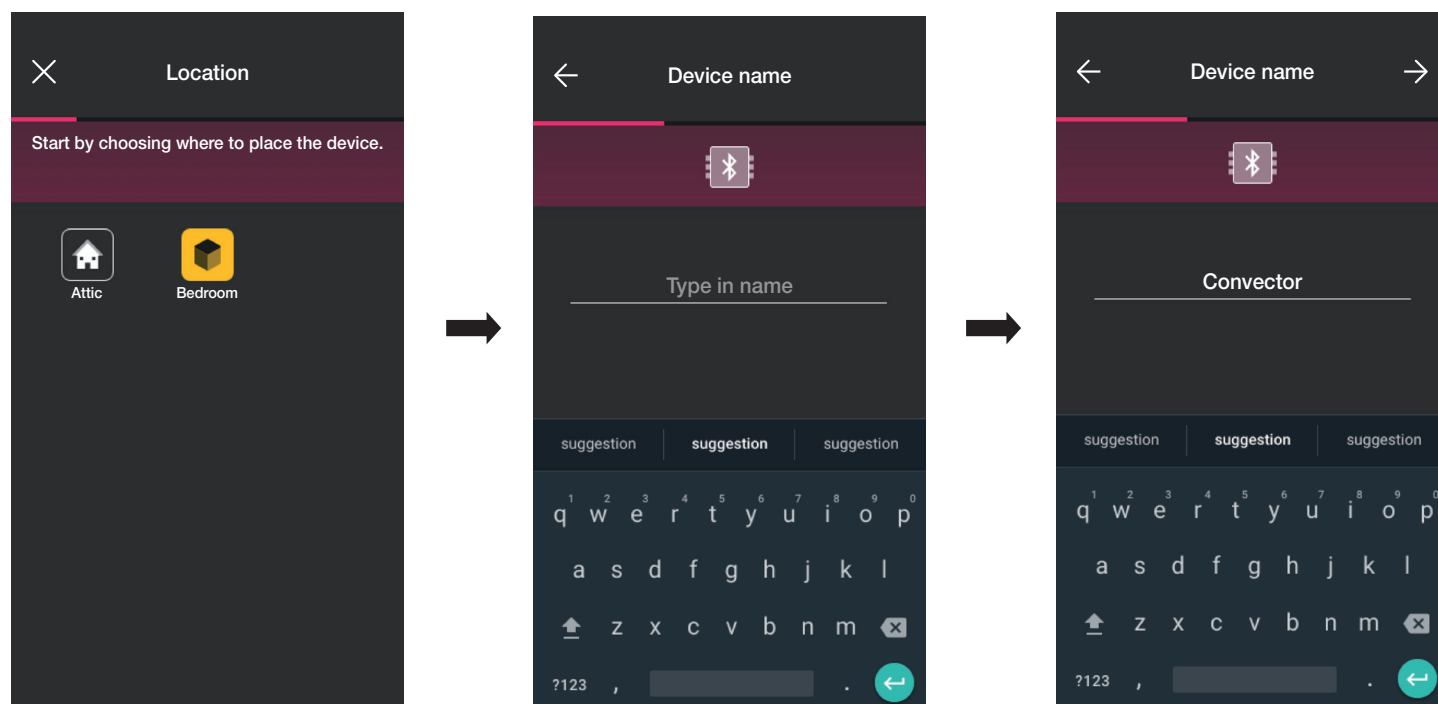 Location
Start by choosing where to place the device.
Attic Bedroom
Device name
Type in name
suggestion suggestion suggestion
1 2 3 4 5 6 7 8 9 0
q w e r t y u i o p
a s d f g h j k l
z x c v b n m
?123 , .
Device name
Convector
suggestion suggestion suggestion
1 2 3 4 5 6 7 8 9 0
q w e r t y u i o p
a s d f g h j k l
z x c v b n m
?123 , .